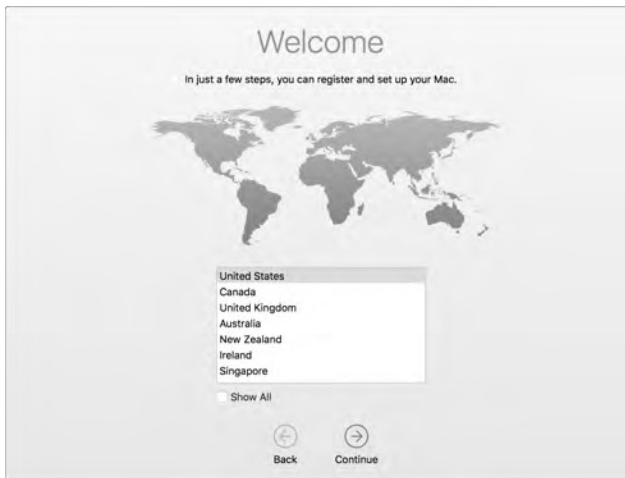 Welcome
In just a few steps, you can register and set up your Mac.
United States
Canada
United Kingdom
Australia
New Zealand
Ireland
Singapore
Show All
Back Continue